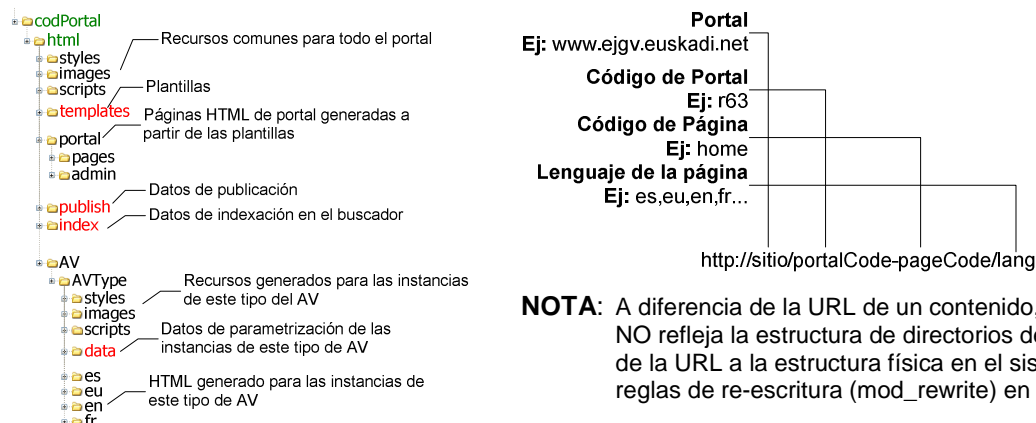 codPortal
html
styles
images
scripts
Recursos comunes para todo el portal
templates
Plantillas
portal
Páginas HTML de portal generadas a
partir de las plantillas
pages
admin
publish
Datos de publicación
index
Datos de indexación en el buscador
AV
AVType
styles
images
scripts
Recursos generados para las instancias
de este tipo del AV
data
Datos de parametrización de las
instancias de este tipo de AV
es
eu
en
fr
HTML generado para las instancias de
este tipo de AV
Portal
Ej: www.ejgv.euskadi.net
Código de Portal
Ej: r63
Código de Página
Ej: home
Lenguaje de la página
Ej: es,eu,en,fr...
http://sitio/portalCode-pageCode/lang
NOTA: A diferencia de la URL de un contenido,
NO refleja la estructura de directorios de
de la URL a la estructura física en el sis
reglas de re-escritura (mod_rewrite) en